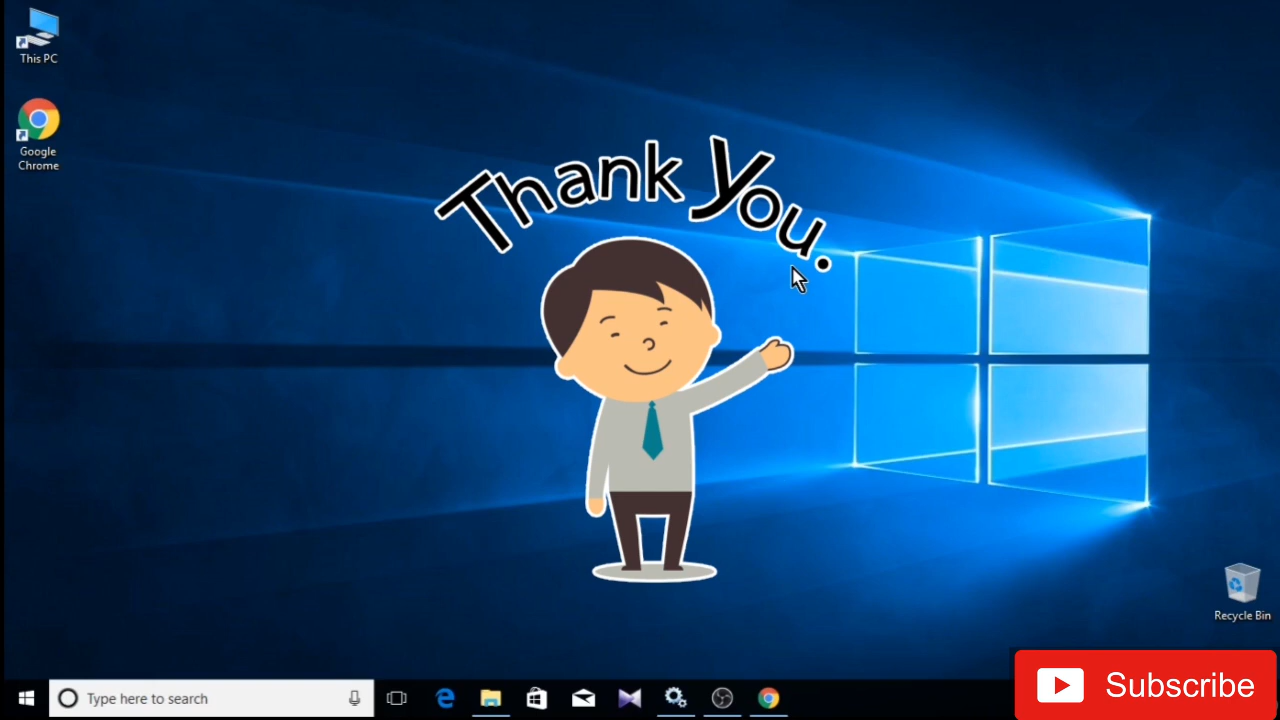 This PC
Google
Chrome
Thank You.
Recycle Bin
Type here to search
Subscribe